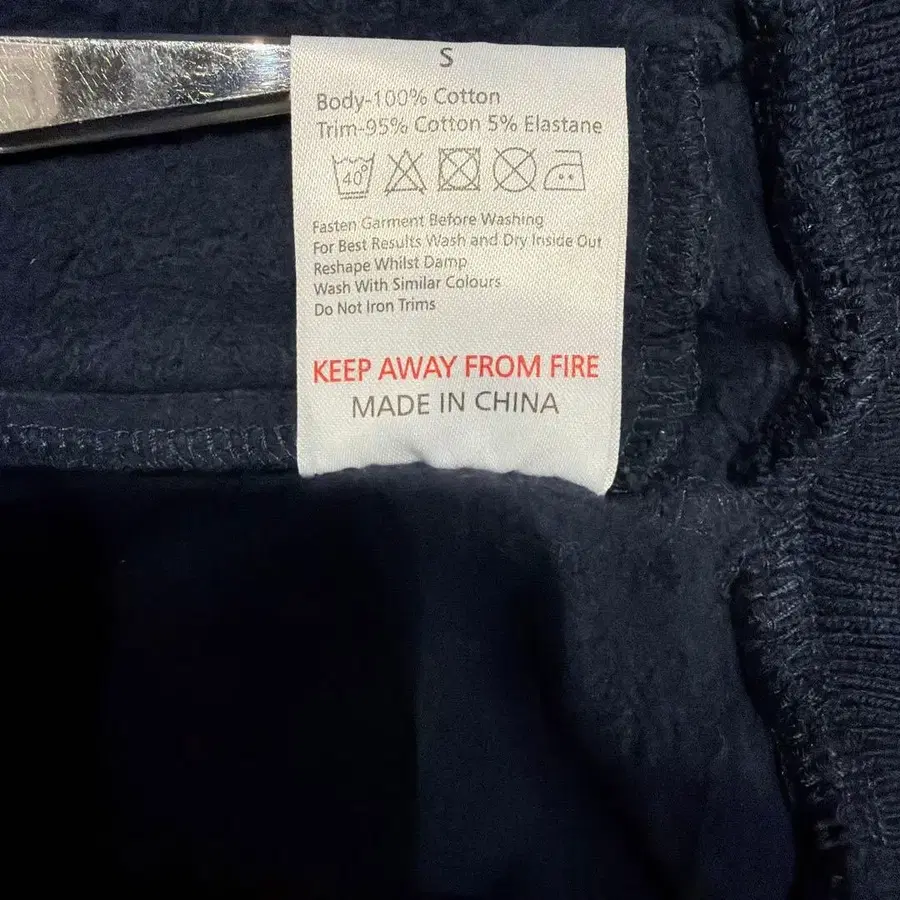 S
Body-100% Cotton
Trim-95% Cotton 5% Elastane
40°
Fasten Garment Before Washing
For Best Results Wash and Dry Inside Out
Reshape Whilst Damp
Wash With Similar Colours
Do Not Iron Trims
KEEP AWAY FROM FIRE
MADE IN CHINA